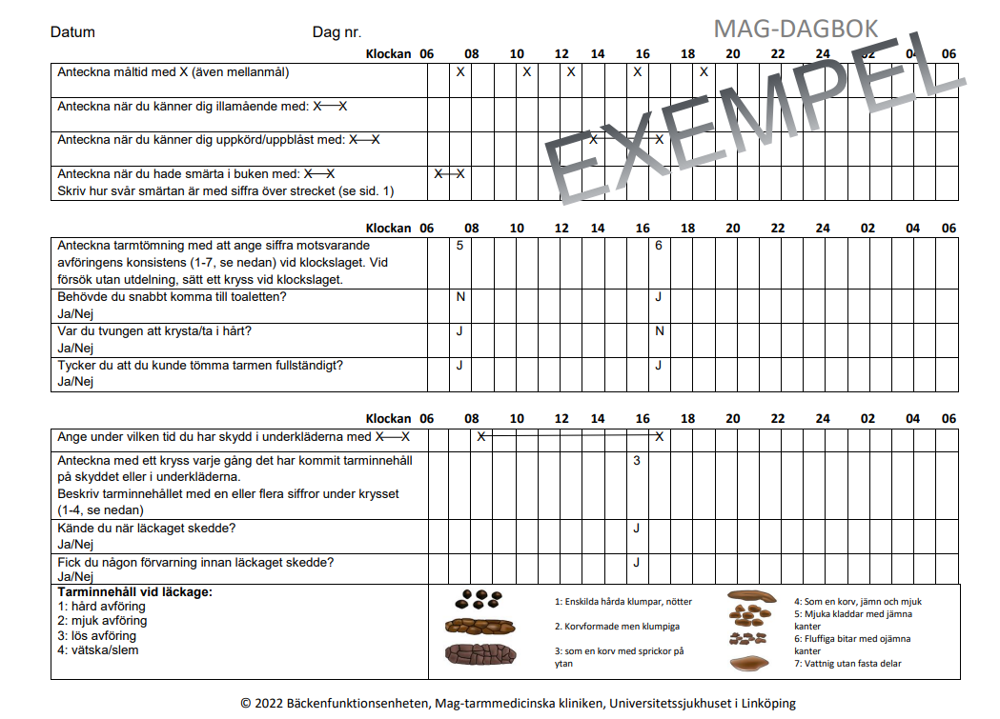 Datum Dag nr. MAG-DAGBOK
EXEMPEL
Klockan 06 08 10 12 14 16 18 20 22 24 02 04 06
Anteckna måltid med X (även mellanmål) X X X X X
Anteckna när du känner dig illamående med: X—X
Anteckna när du känner dig uppkörd/uppblåst med: X—X X—X
Anteckna när du hade smärta i buken med: X—X X—X
Skriv hur svår smärtan är med siffra över strecket (se sid. 1)
Klockan 06 08 10 12 14 16 18 20 22 24 02 04 06
Anteckna tarmtömning med att ange siffra motsvarande 5 6
avföringens konsistens (1-7, se nedan) vid klockslaget. Vid
försök utan utdelning, sätt ett kryss vid klockslaget.
Behövde du snabbt komma till toaletten? N J
Ja/Nej
Var du tvungen att krysta/ta i hårt? J N
Ja/Nej
Tycker du att du kunde tömma tarmen fullständigt? J J
Ja/Nej
Klockan 06 08 10 12 14 16 18 20 22 24 02 04 06
Ange under vilken tid du har skydd i underkläderna med X—X X—X
Anteckna med ett kryss varje gång det har kommit tarminnehåll 3
på skyddet eller i underkläderna.
Beskriv tarminnehållet med en eller flera siffror under krysset
(1-4, se nedan)
Kände du när läckaget skedde? J
Ja/Nej
Fick du någon förvarning innan läckaget skedde? J
Ja/Nej
Tarminnehåll vid läckage:
1: hård avföring
2: mjuk avföring
3: lös avföring
4: vätska/slem
1: Enskilda hårda klumpar, nötter
2. Korvformade men klumpiga
3: som en korv med sprickor på
ytan
4: Som en korv, jämn och mjuk
5: Mjuka kladdar med jämna
kanter
6: Fluffiga bitar med ojämna
kanter
7: Vattnig utan fasta delar
© 2022 Bäckenfunktionsenheten, Mag-tarmmedicinska kliniken, Universitetssjukhuset i Linköping